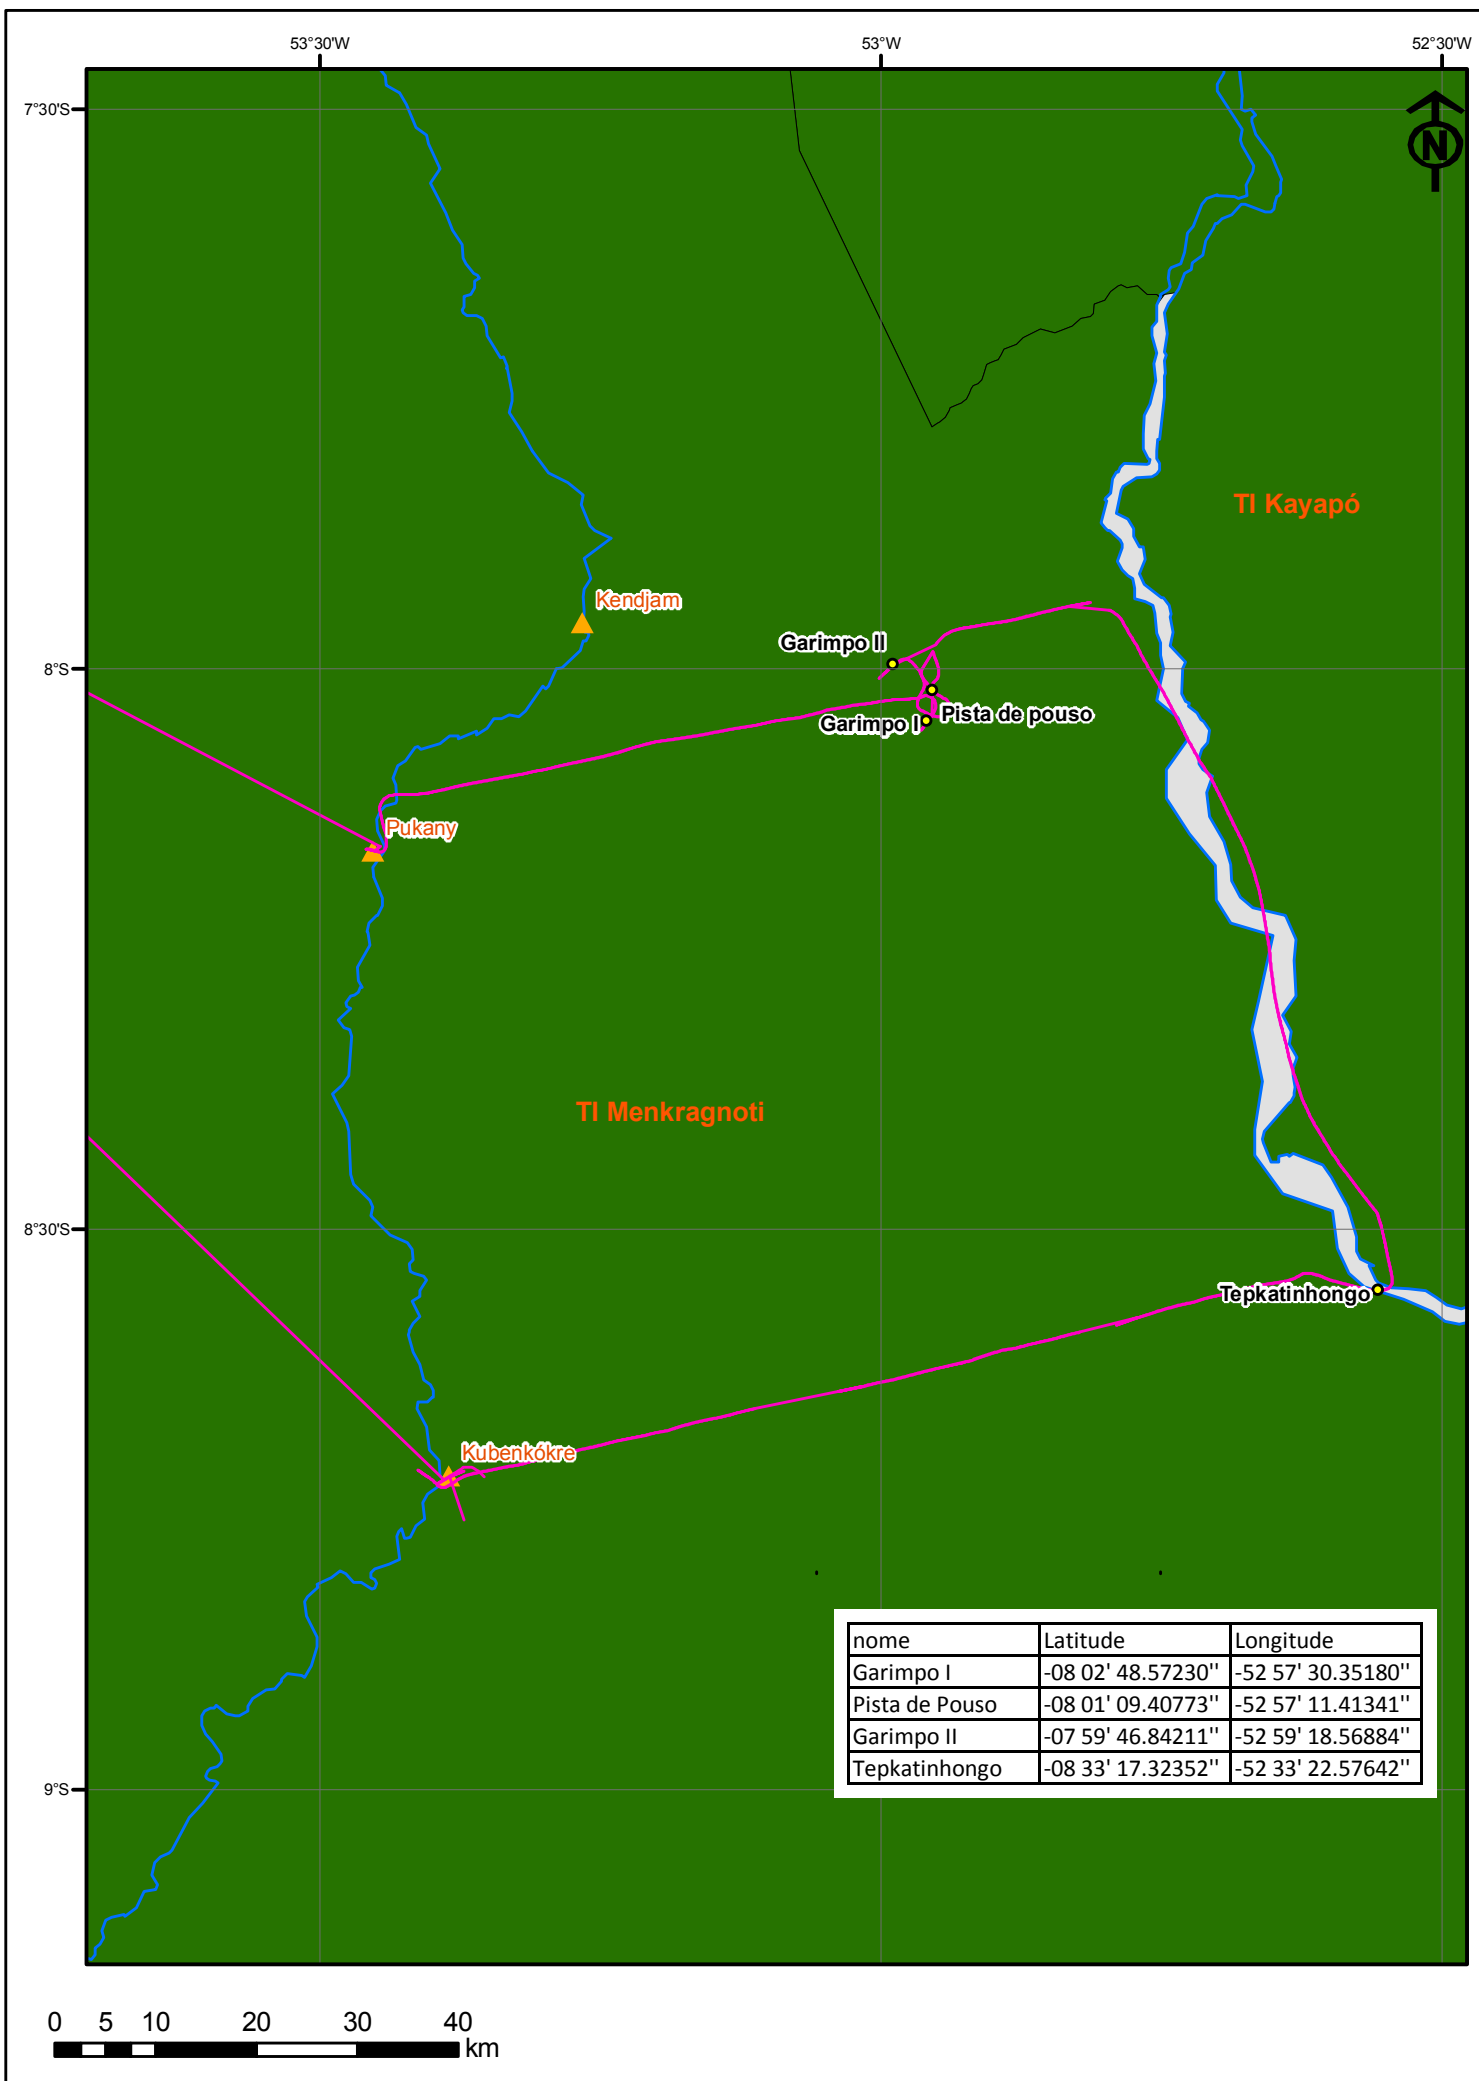 53°30'W 53°W 52°30'W
7°30'S
N
TI Kayapó
Kendjam
Garimpo II
8°S
Pista de pouso
Garimpo I
Pukany
TI Menkragnoti
8°30'S
Tepkatinhongo
Kubenkókre
nome Latitude Longitude
Garimpo I -08 02' 48.57230'' -52 57' 30.35180''
Pista de Pouso -08 01' 09.40773'' -52 57' 11.41341''
Garimpo II -07 59' 46.84211'' -52 59' 18.56884''
Tepkatinhongo -08 33' 17.32352'' -52 33' 22.57642''
9°S
0 5 10 20 30 40
km